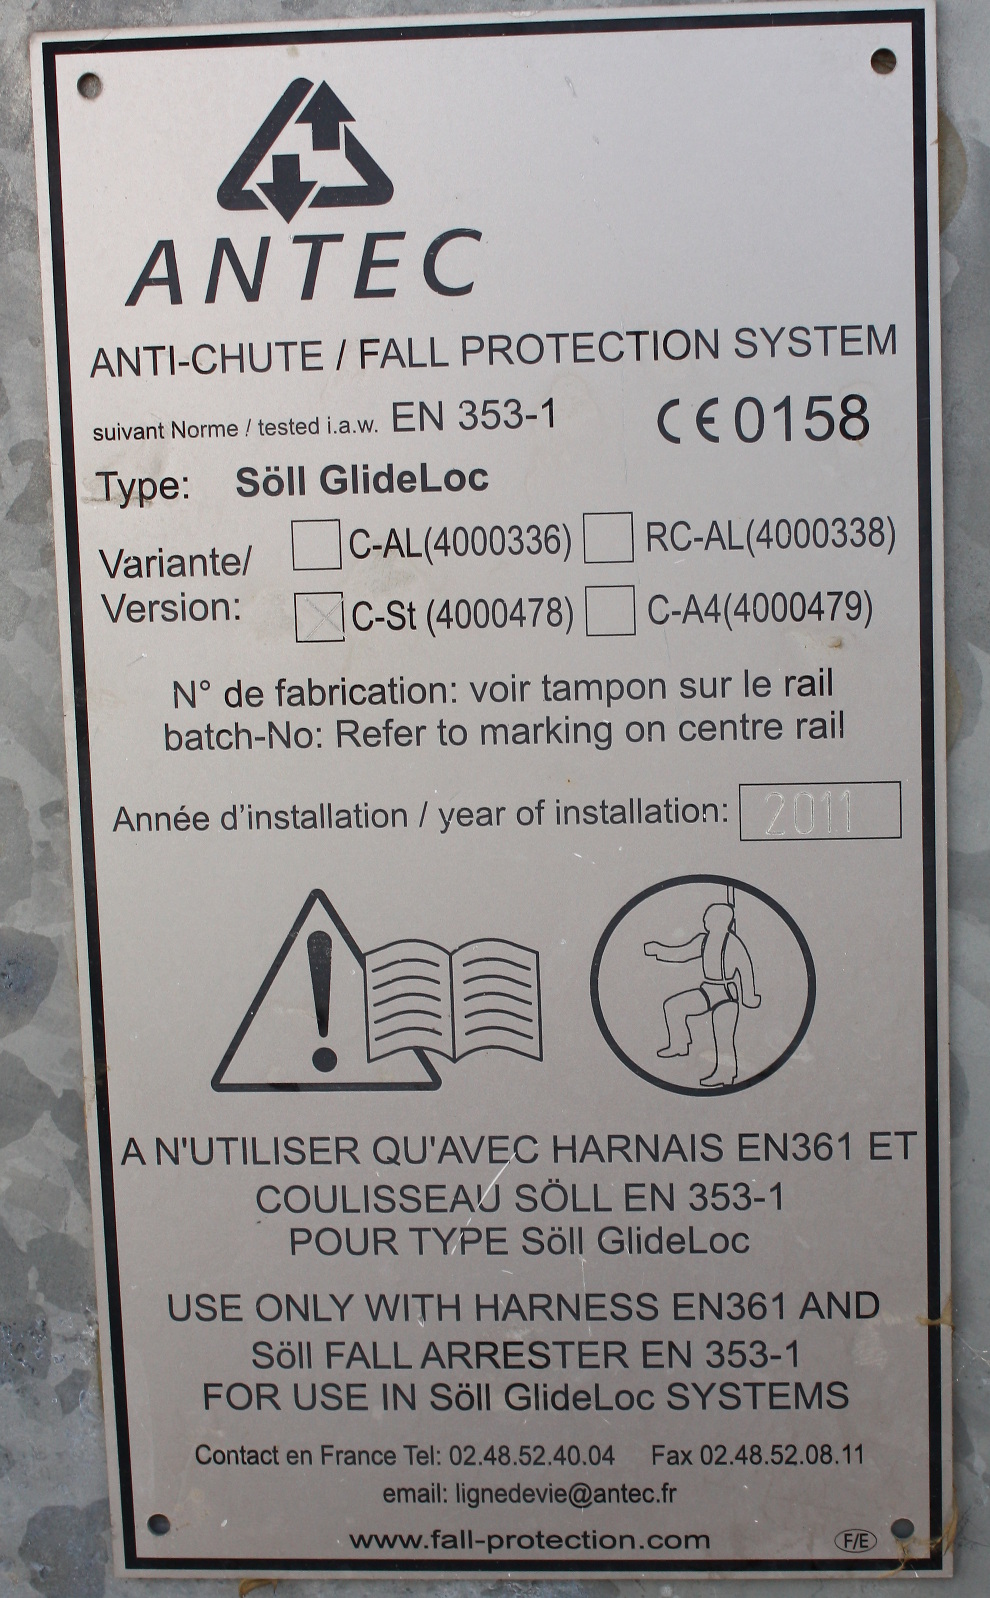 ANTEC
ANTI-CHUTE / FALL PROTECTION SYSTEM
suivant Norme / tested i.a.w. EN 353-1 CE 0158
Type: Söll GlideLoc
Variante/ C-AL(4000336) RC-AL(4000338)
Version: C-St (4000478) C-A4(4000479)
N° de fabrication: voir tampon sur le rail
batch-No: Refer to marking on centre rail
Année d'installation / year of installation: 2011
A N'UTILISER QU'AVEC HARNAIS EN361 ET
COULISSEAU SÖLL EN 353-1
POUR TYPE Söll GlideLoc
USE ONLY WITH HARNESS EN361 AND
Söll FALL ARRESTER EN 353-1
FOR USE IN Söll GlideLoc SYSTEMS
Contact en France Tel: 02.48.52.40.04 Fax 02.48.52.08.11
email: lignedevie@antec.fr
www.fall-protection.com F/E